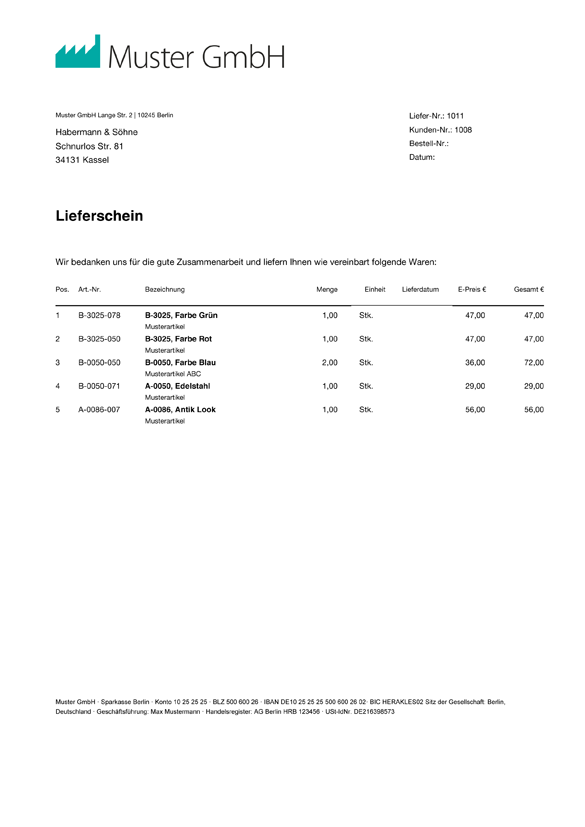 Muster GmbH
Muster GmbH Lange Str. 2 | 10245 Berlin
Habermann & Söhne
Schnurlos Str. 81
34131 Kassel
Liefer-Nr.: 1011
Kunden-Nr.: 1008
Bestell-Nr.:
Datum:
Lieferschein
Wir bedanken uns für die gute Zusammenarbeit und liefern Ihnen wie vereinbart folgende Waren:
Pos. Art.-Nr. Bezeichnung Menge Einheit Lieferdatum E-Preis € Gesamt €
1 B-3025-078 B-3025, Farbe Grün 1,00 Stk. 47,00 47,00
Musterartikel
2 B-3025-050 B-3025, Farbe Rot 1,00 Stk. 47,00 47,00
Musterartikel
3 B-0050-050 B-0050, Farbe Blau 2,00 Stk. 36,00 72,00
Musterartikel ABC
4 B-0050-071 A-0050, Edelstahl 1,00 Stk. 29,00 29,00
Musterartikel
5 A-0086-007 A-0086, Antik Look 1,00 Stk. 56,00 56,00
Musterartikel
Muster GmbH · Sparkasse Berlin · Konto 10 25 25 25 · BLZ 500 600 26 · IBAN DE10 25 25 25 500 600 26 02· BIC HERAKLES02 Sitz der Gesellschaft: Berlin,
Deutschland · Geschäftsführung: Max Mustermann · Handelsregister: AG Berlin HRB 123456 · USt-IdNr. DE216398573